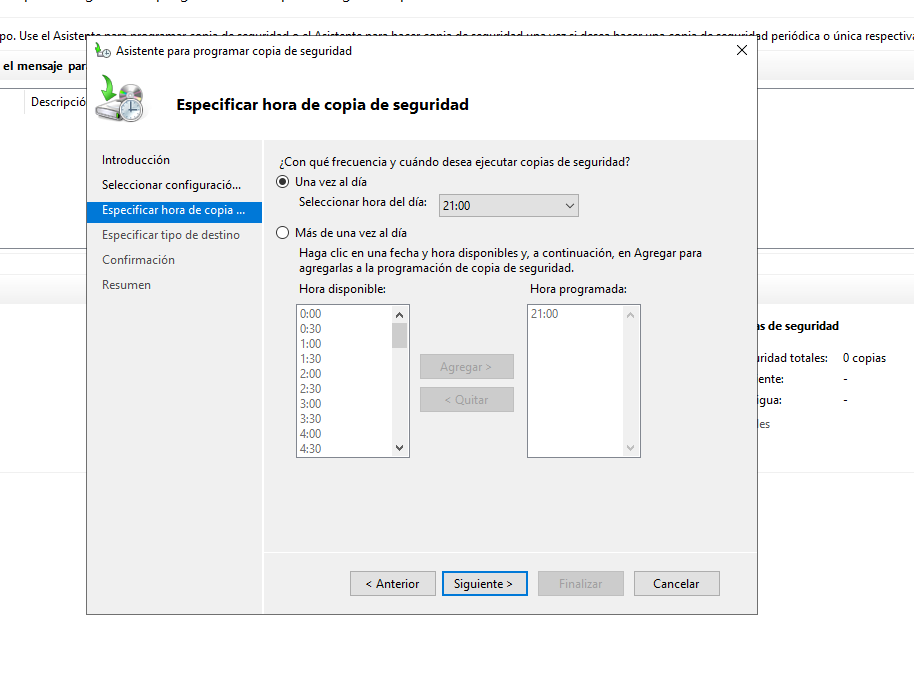 po. Use el Asistente para programar copia de seguridad o el Asistente para hacer copia de seguridad una vez si desea hacer una copia de seguridad periódica o única respectiva
Asistente para programar copia de seguridad
el mensaje par
Descripció
Especificar hora de copia de seguridad
Introducción
Seleccionar configuració...
Especificar hora de copia ...
Especificar tipo de destino
Confirmación
Resumen
¿Con qué frecuencia y cuándo desea ejecutar copias de seguridad?
Una vez al día
Seleccionar hora del día: 21:00
Más de una vez al día
Haga clic en una fecha y hora disponibles y, a continuación, en Agregar para
agregarlas a la programación de copia de seguridad.
Hora disponible:
0:00
0:30
1:00
1:30
2:00
2:30
3:00
3:30
4:00
4:30
Agregar >
< Quitar
Hora programada:
21:00
as de seguridad
uridad totales: 0 copias
ente: -
igua: -
les
< Anterior
Siguiente >
Finalizar
Cancelar